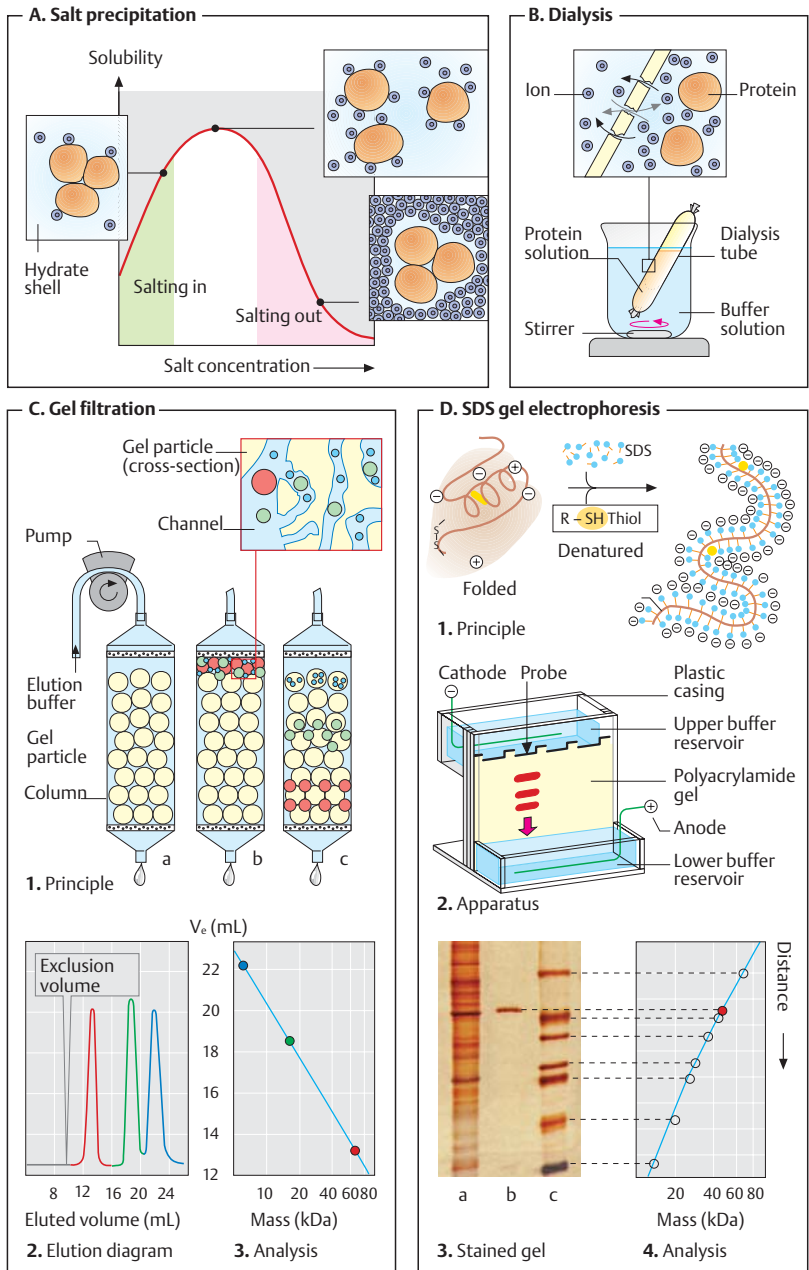 A. Salt precipitation
Solubility
Hydrate
shell
Salting in
Salting out
Salt concentration
B. Dialysis
Ion
Protein
Protein
solution
Dialysis
tube
Buffer
solution
Stirrer
C. Gel filtration
Gel particle
(cross-section)
Channel
Pump
Elution
buffer
Gel
particle
Column
a
b
c
1. Principle
Vₑ (mL)
Exclusion
volume
8
12
16
20
24
Eluted volume (mL)
2. Elution diagram
22
20
18
16
14
13
12
10
20
40
60
80
Mass (kDa)
3. Analysis
D. SDS gel electrophoresis
SDS
R – SH Thiol
Denatured
S
S
Folded
1. Principle
Cathode
Probe
Plastic
casing
Upper buffer
reservoir
Polyacrylamide
gel
Anode
Lower buffer
reservoir
2. Apparatus
a
b
c
3. Stained gel
Distance
20
40
60
80
Mass (kDa)
4. Analysis